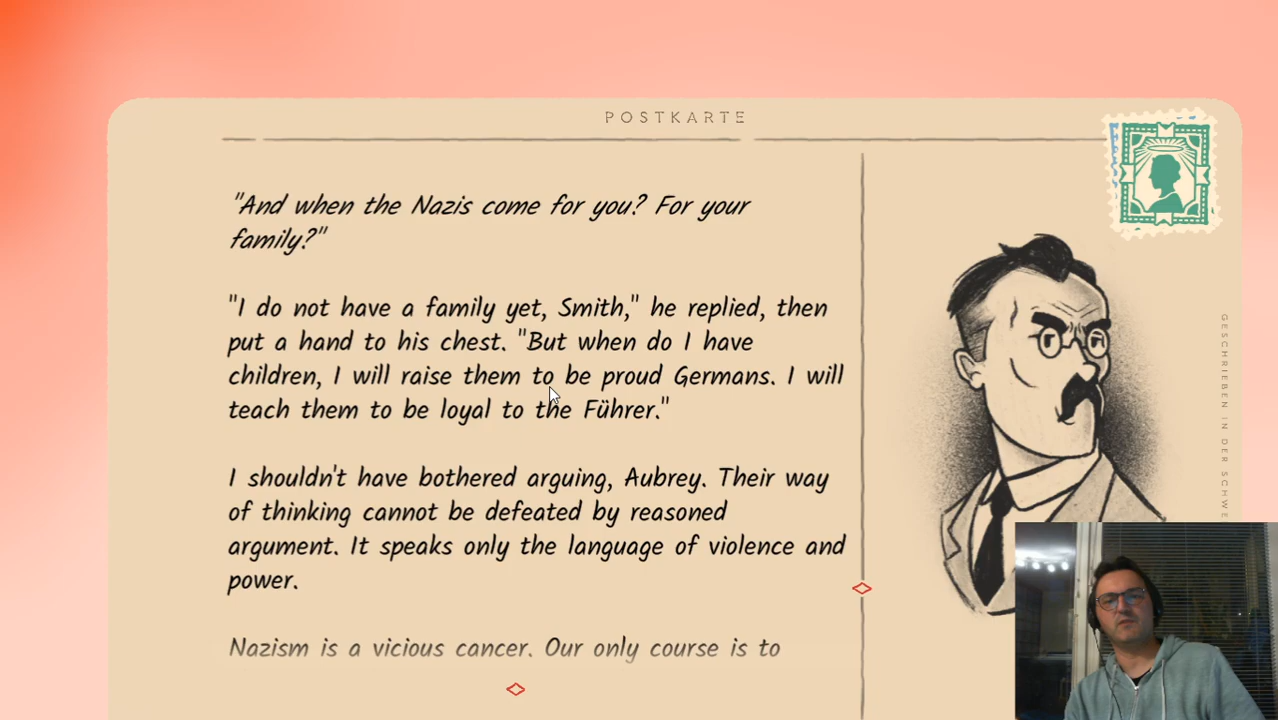 POSTKARTE
"And when the Nazis come for you? For your
family?"
"I do not have a family yet, Smith," he replied, then
put a hand to his chest. "But when do I have
children, I will raise them to be proud Germans. I will
teach them to be loyal to the Führer."
I shouldn't have bothered arguing, Aubrey. Their way
of thinking cannot be defeated by reasoned
argument. It speaks only the language of violence and
power.
Nazism is a vicious cancer. Our only course is to
GESCHRIEBEN IN DER SCHWE